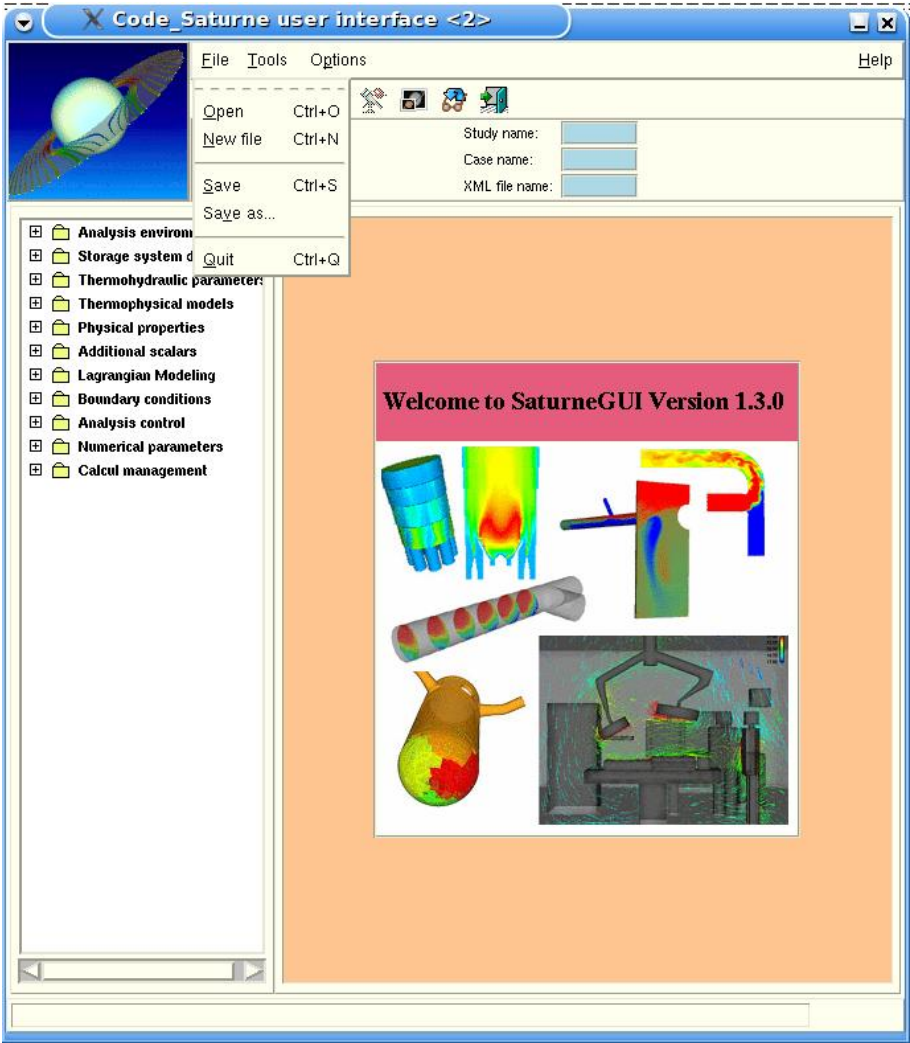 Code_Saturne user interface <2>
File Tools Options Help
Open Ctrl+O
New file Ctrl+N
Save Ctrl+S
Save as...
Quit Ctrl+Q
Study name:
Case name:
XML file name:
Analysis environm
Storage system d
Thermohydraulic parameters
Thermophysical models
Physical properties
Additional scalars
Lagrangian Modeling
Boundary conditions
Analysis control
Numerical parameters
Calcul management
Welcome to SaturneGUI Version 1.3.0